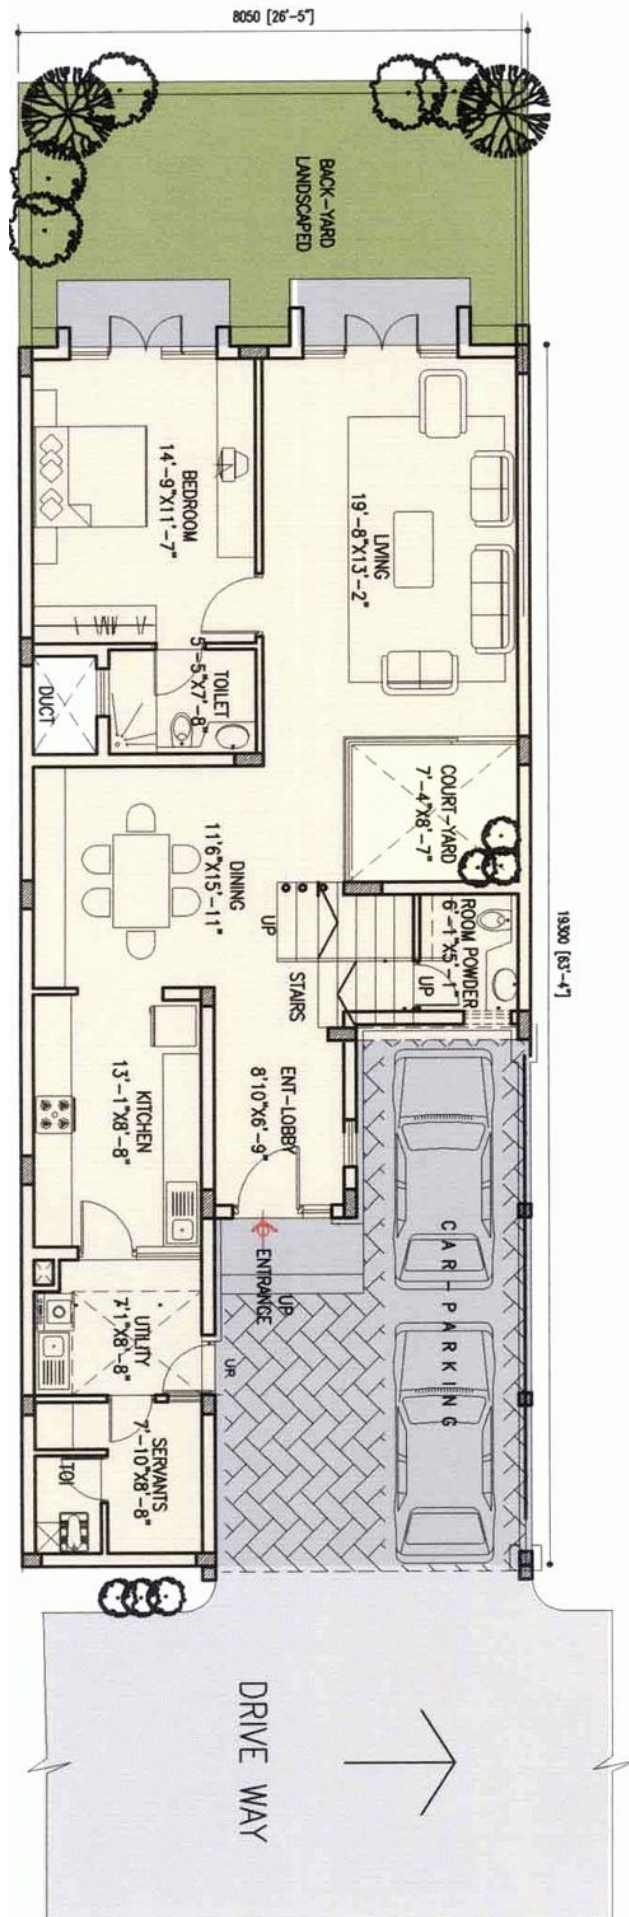 8050 [26'-5"]
BACK-YARD
LANDSCAPED
BEDROOM
14'-9"X11'-7"
LIVING
19'-8"X13'-2"
TOILET
5'-5"X7'-8"
DUCT
COURT-YARD
7'-4"X8'-7"
DINING
11'6"X15'-11"
UP
STAIRS
UP
ROOM POWDER
6'-1"X5'-1"
19300 [63'-4"]
KITCHEN
13'-1"X8'-8"
ENT-LOBBY
8'10"X6'-9"
ENTRANCE
UP
CAR-PARKING
UTILITY
7'1"X8'-8"
UR
SERVANTS
7'-10"X8'-8"
TOI
DRIVE WAY